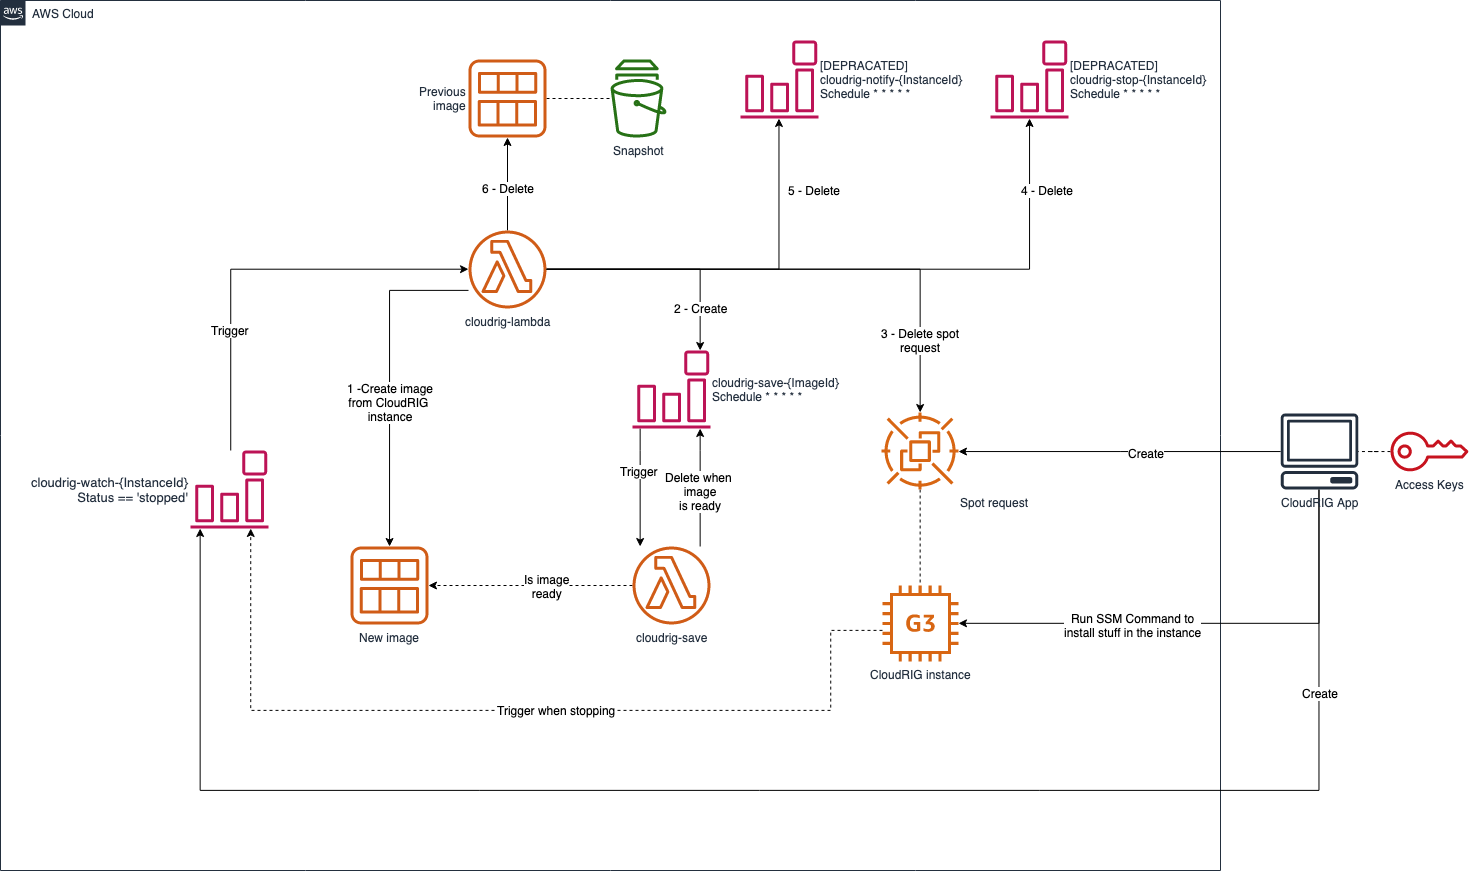 aws
AWS Cloud
Previous
image
Snapshot
[DEPRACATED]
cloudrig-notify-{InstanceId}
Schedule * * * * *
[DEPRACATED]
cloudrig-stop-{InstanceId}
Schedule * * * * *
6 - Delete
5 - Delete
4 - Delete
cloudrig-lambda
Trigger
2 - Create
3 - Delete spot
request
1 -Create image
from CloudRIG
instance
cloudrig-save-{ImageId}
Schedule * * * * *
Trigger
Delete when
image
is ready
cloudrig-watch-{InstanceId}
Status == 'stopped'
Create
Spot request
CloudRIG App
Access Keys
Is image
ready
New image
cloudrig-save
G3
CloudRIG instance
Run SSM Command to
install stuff in the instance
Trigger when stopping
Create